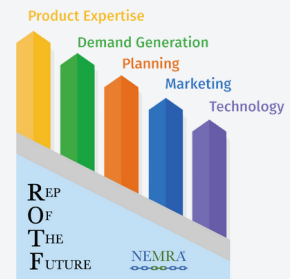 Product Expertise
Demand Generation
Planning
Marketing
Technology
REP
OF
THE
FUTURE
NEMRA